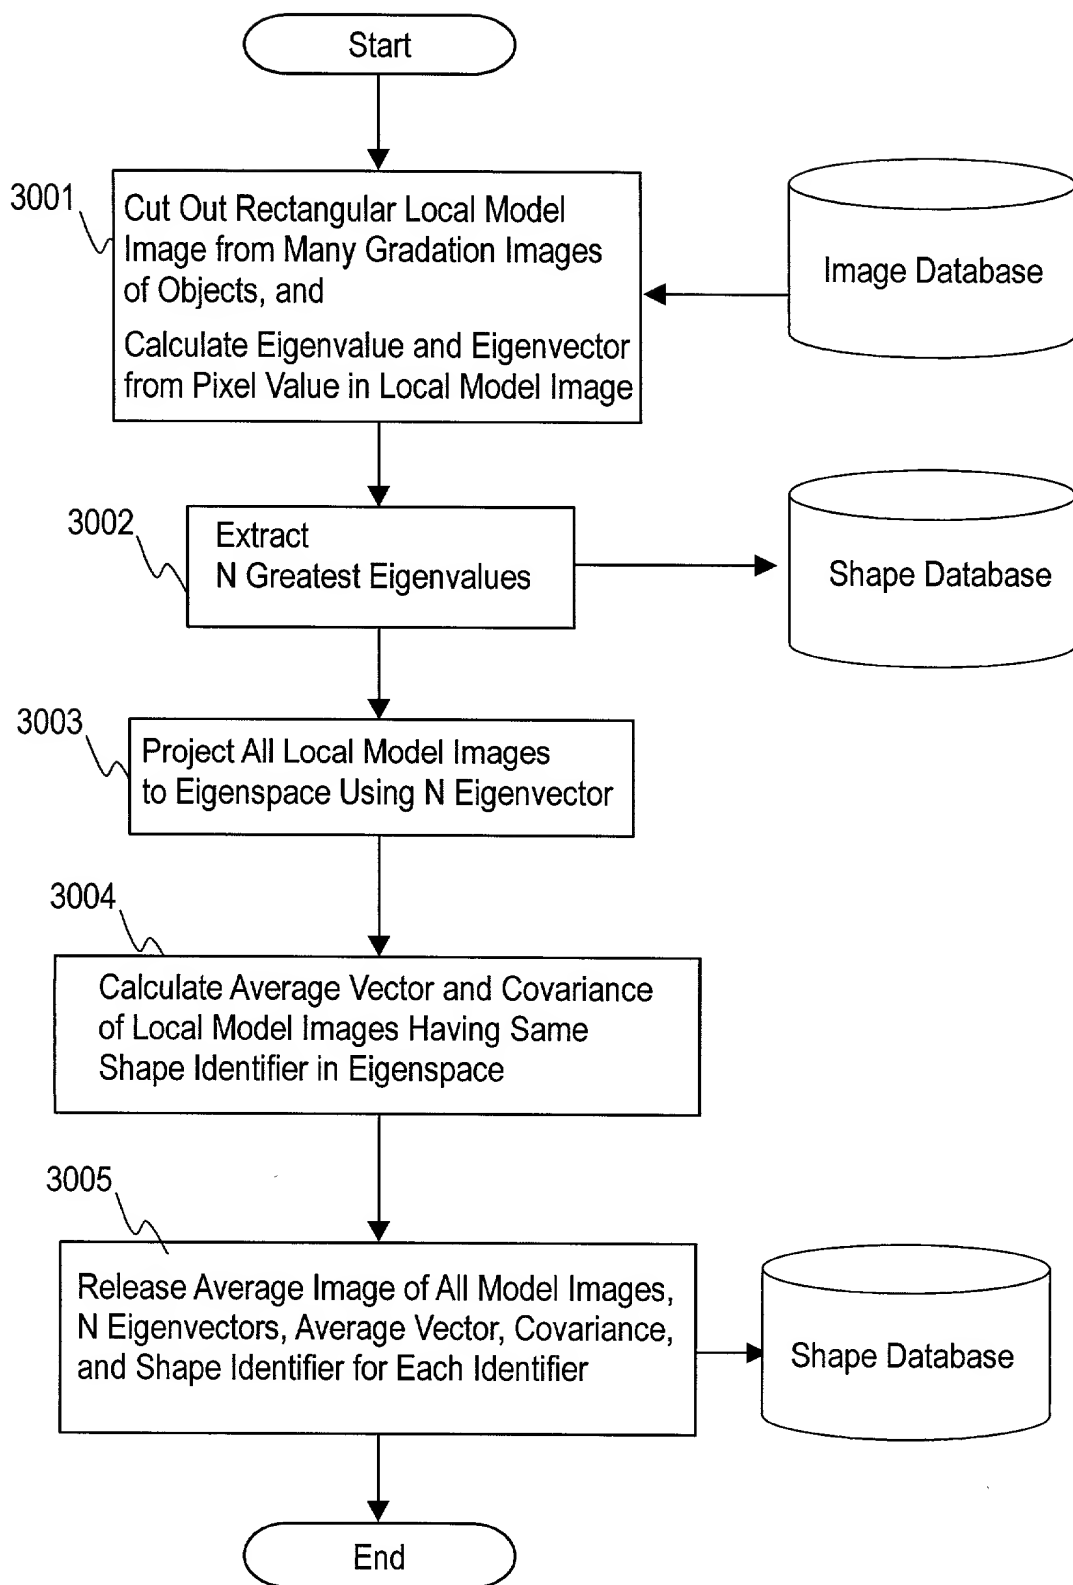 Start
3001
Cut Out Rectangular Local Model
Image from Many Gradation Images
of Objects, and
Calculate Eigenvalue and Eigenvector
from Pixel Value in Local Model Image
Image Database
3002
Extract
N Greatest Eigenvalues
Shape Database
3003
Project All Local Model Images
to Eigenspace Using N Eigenvector
3004
Calculate Average Vector and Covariance
of Local Model Images Having Same
Shape Identifier in Eigenspace
3005
Release Average Image of All Model Images,
N Eigenvectors, Average Vector, Covariance,
and Shape Identifier for Each Identifier
Shape Database
End